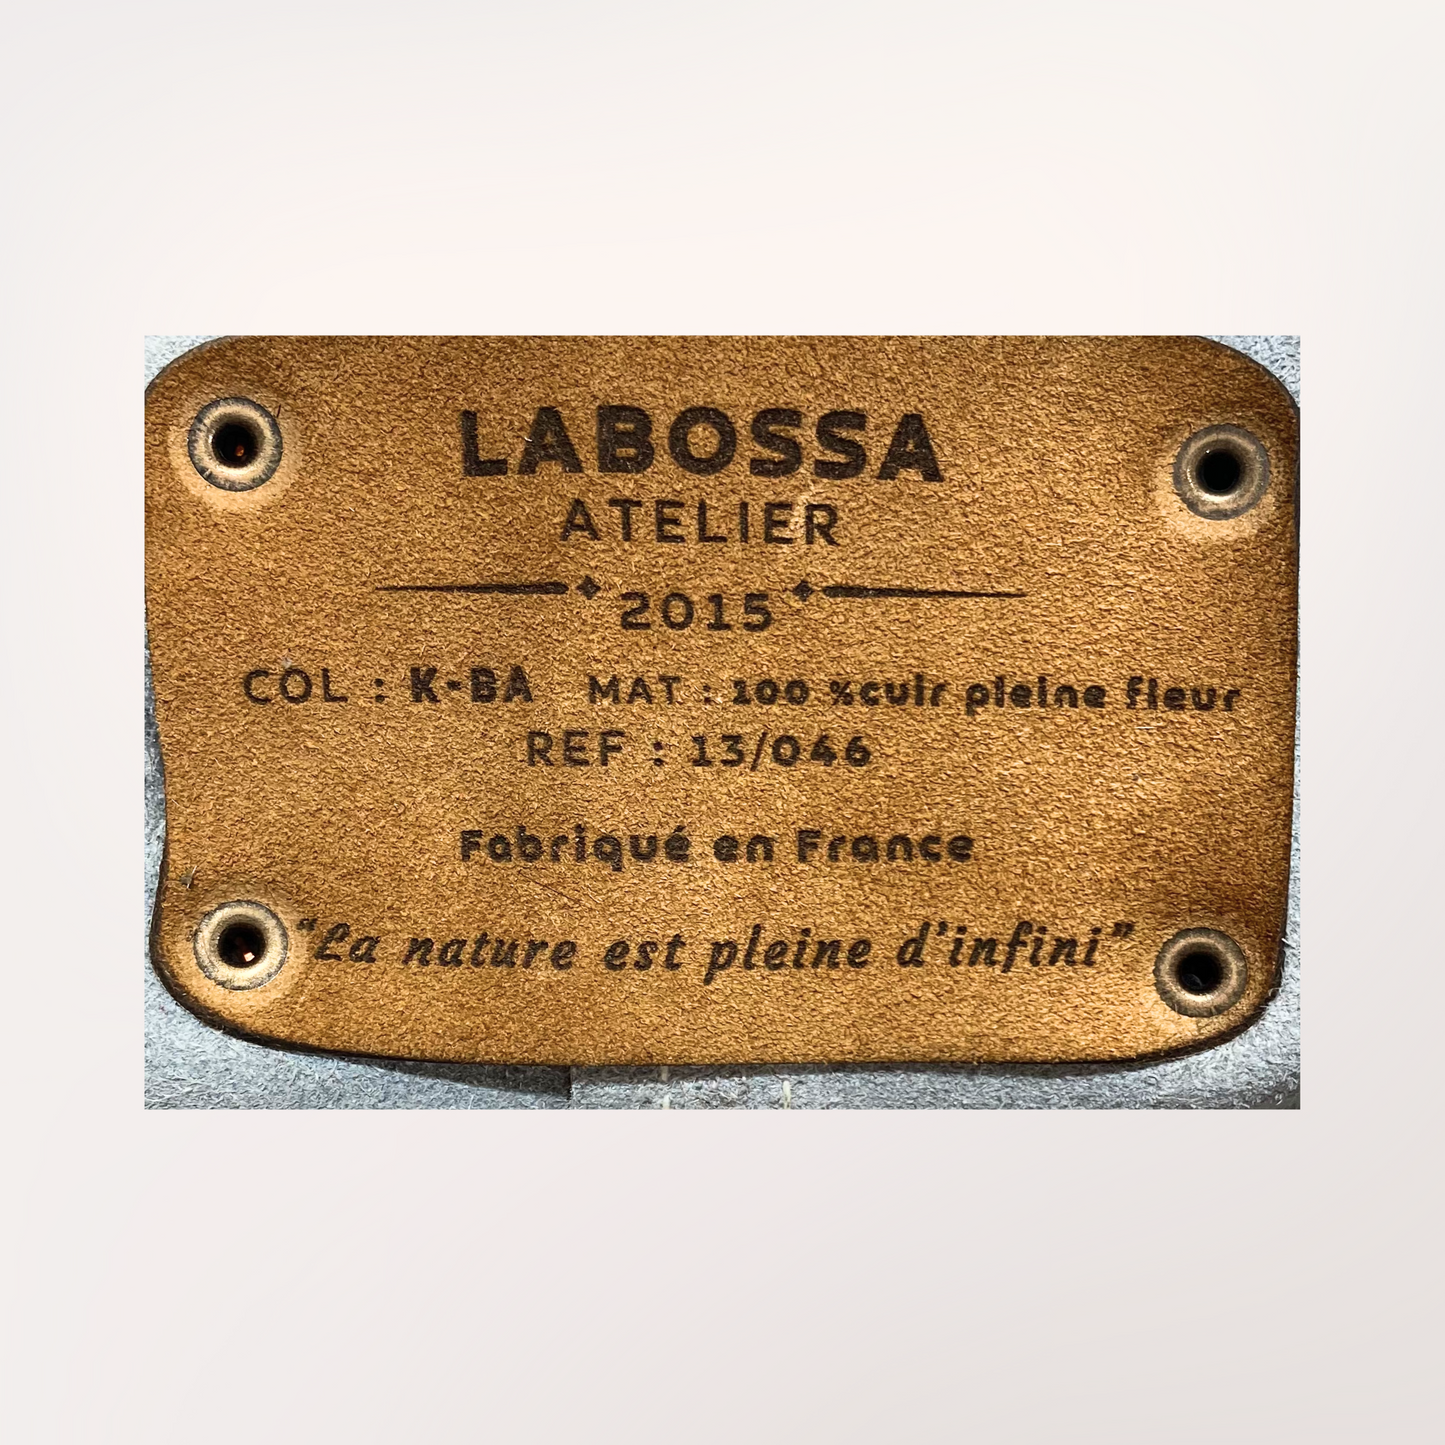 LABOSSA
ATELIER
2015
COL : K-BA MAT : 100 %cuir pleine fleur
REF : 13/046
Fabriqué en France
“La nature est pleine d’infini”